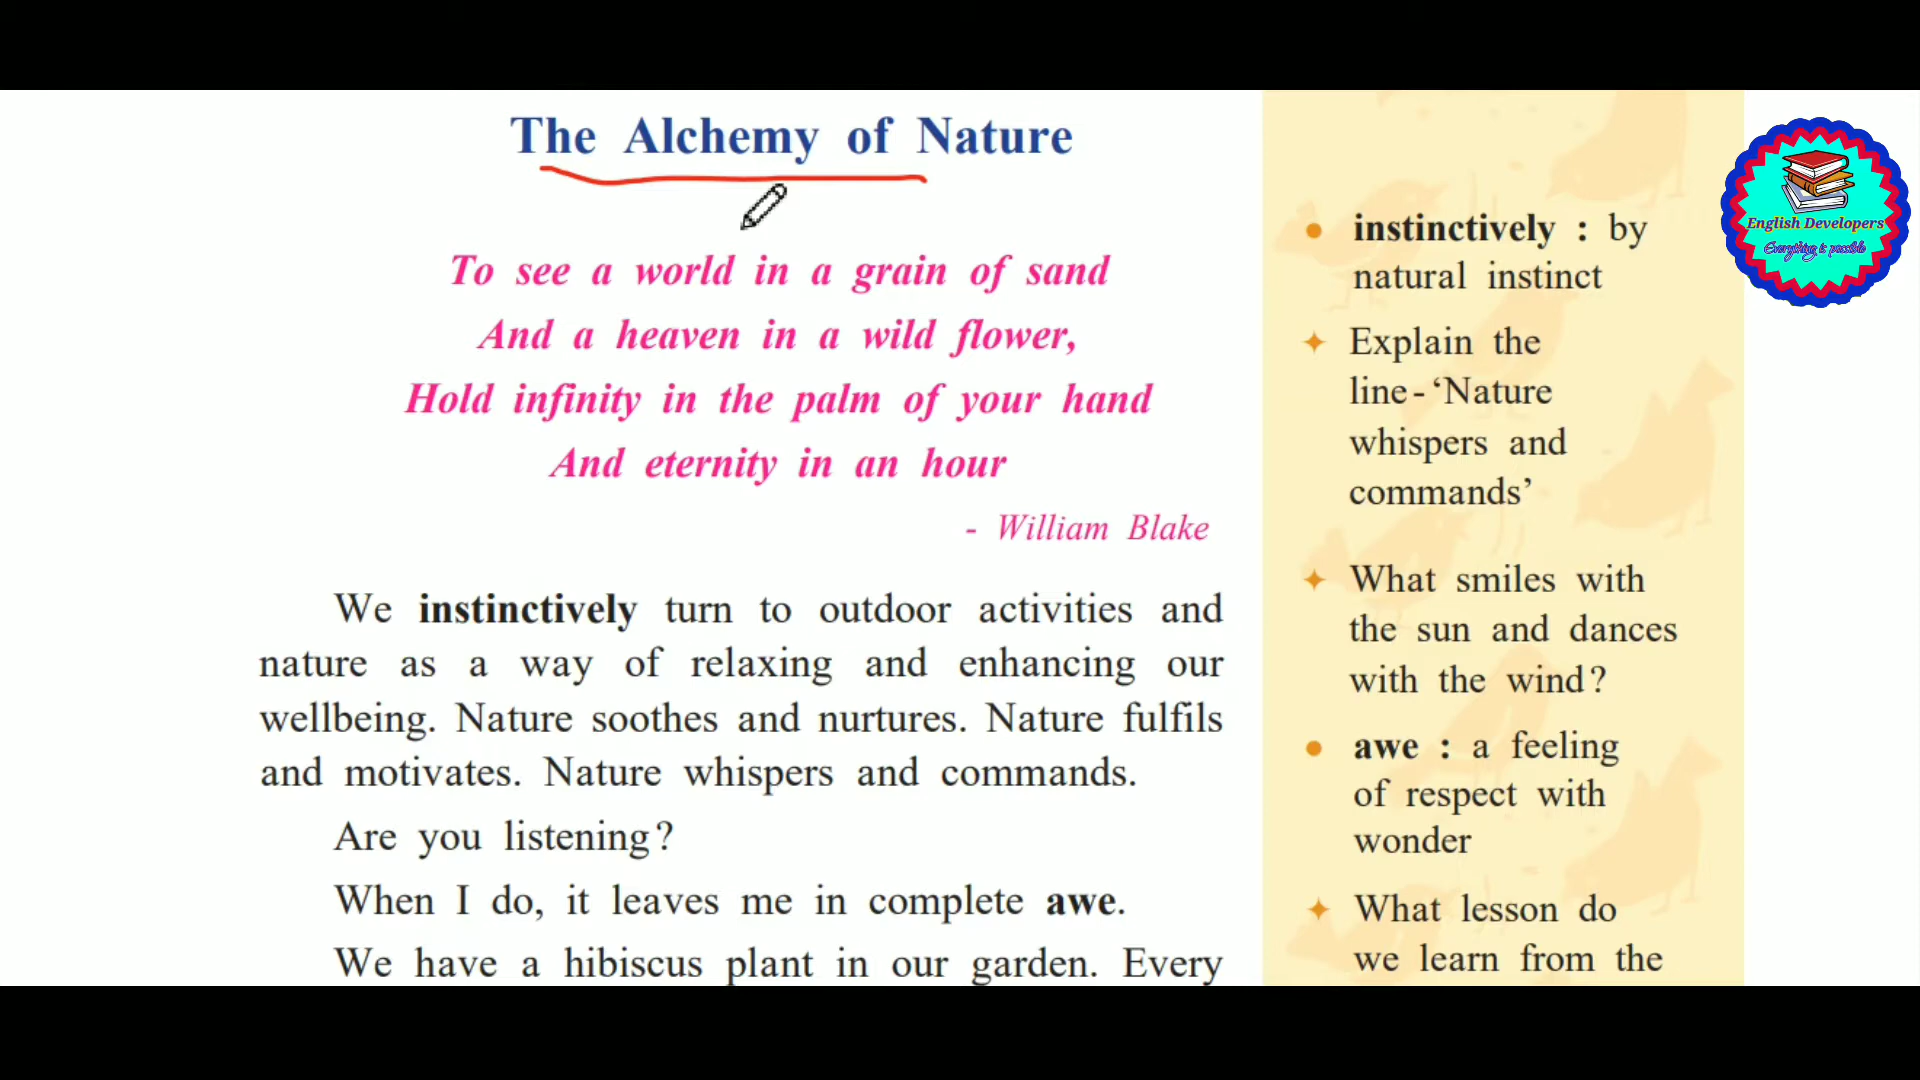 The Alchemy of Nature
To see a world in a grain of sand
And a heaven in a wild flower,
Hold infinity in the palm of your hand
And eternity in an hour
- William Blake
We instinctively turn to outdoor activities and
nature as a way of relaxing and enhancing our
wellbeing. Nature soothes and nurtures. Nature fulfils
and motivates. Nature whispers and commands.
Are you listening?
When I do, it leaves me in complete awe.
We have a hibiscus plant in our garden. Every
instinctively : by
natural instinct
Explain the
line - ‘Nature
whispers and
commands’
What smiles with
the sun and dances
with the wind?
awe : a feeling
of respect with
wonder
What lesson do
we learn from the
English Developers
Everything is possible